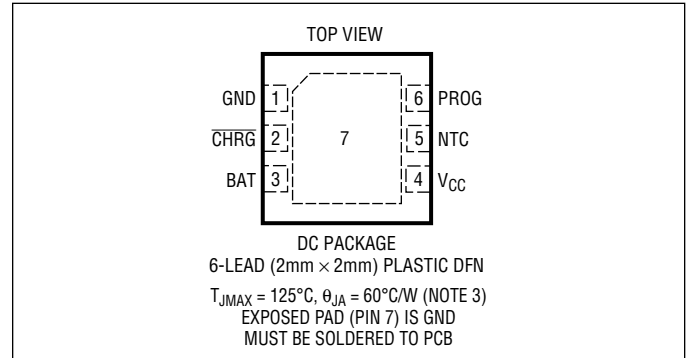 TOP VIEW
GND 1 6 PROG
CHRG 2 7 5 NTC
BAT 3 4 VCC
DC PACKAGE
6-LEAD (2mm × 2mm) PLASTIC DFN
TJMAX = 125°C, θJA = 60°C/W (NOTE 3)
EXPOSED PAD (PIN 7) IS GND
MUST BE SOLDERED TO PCB